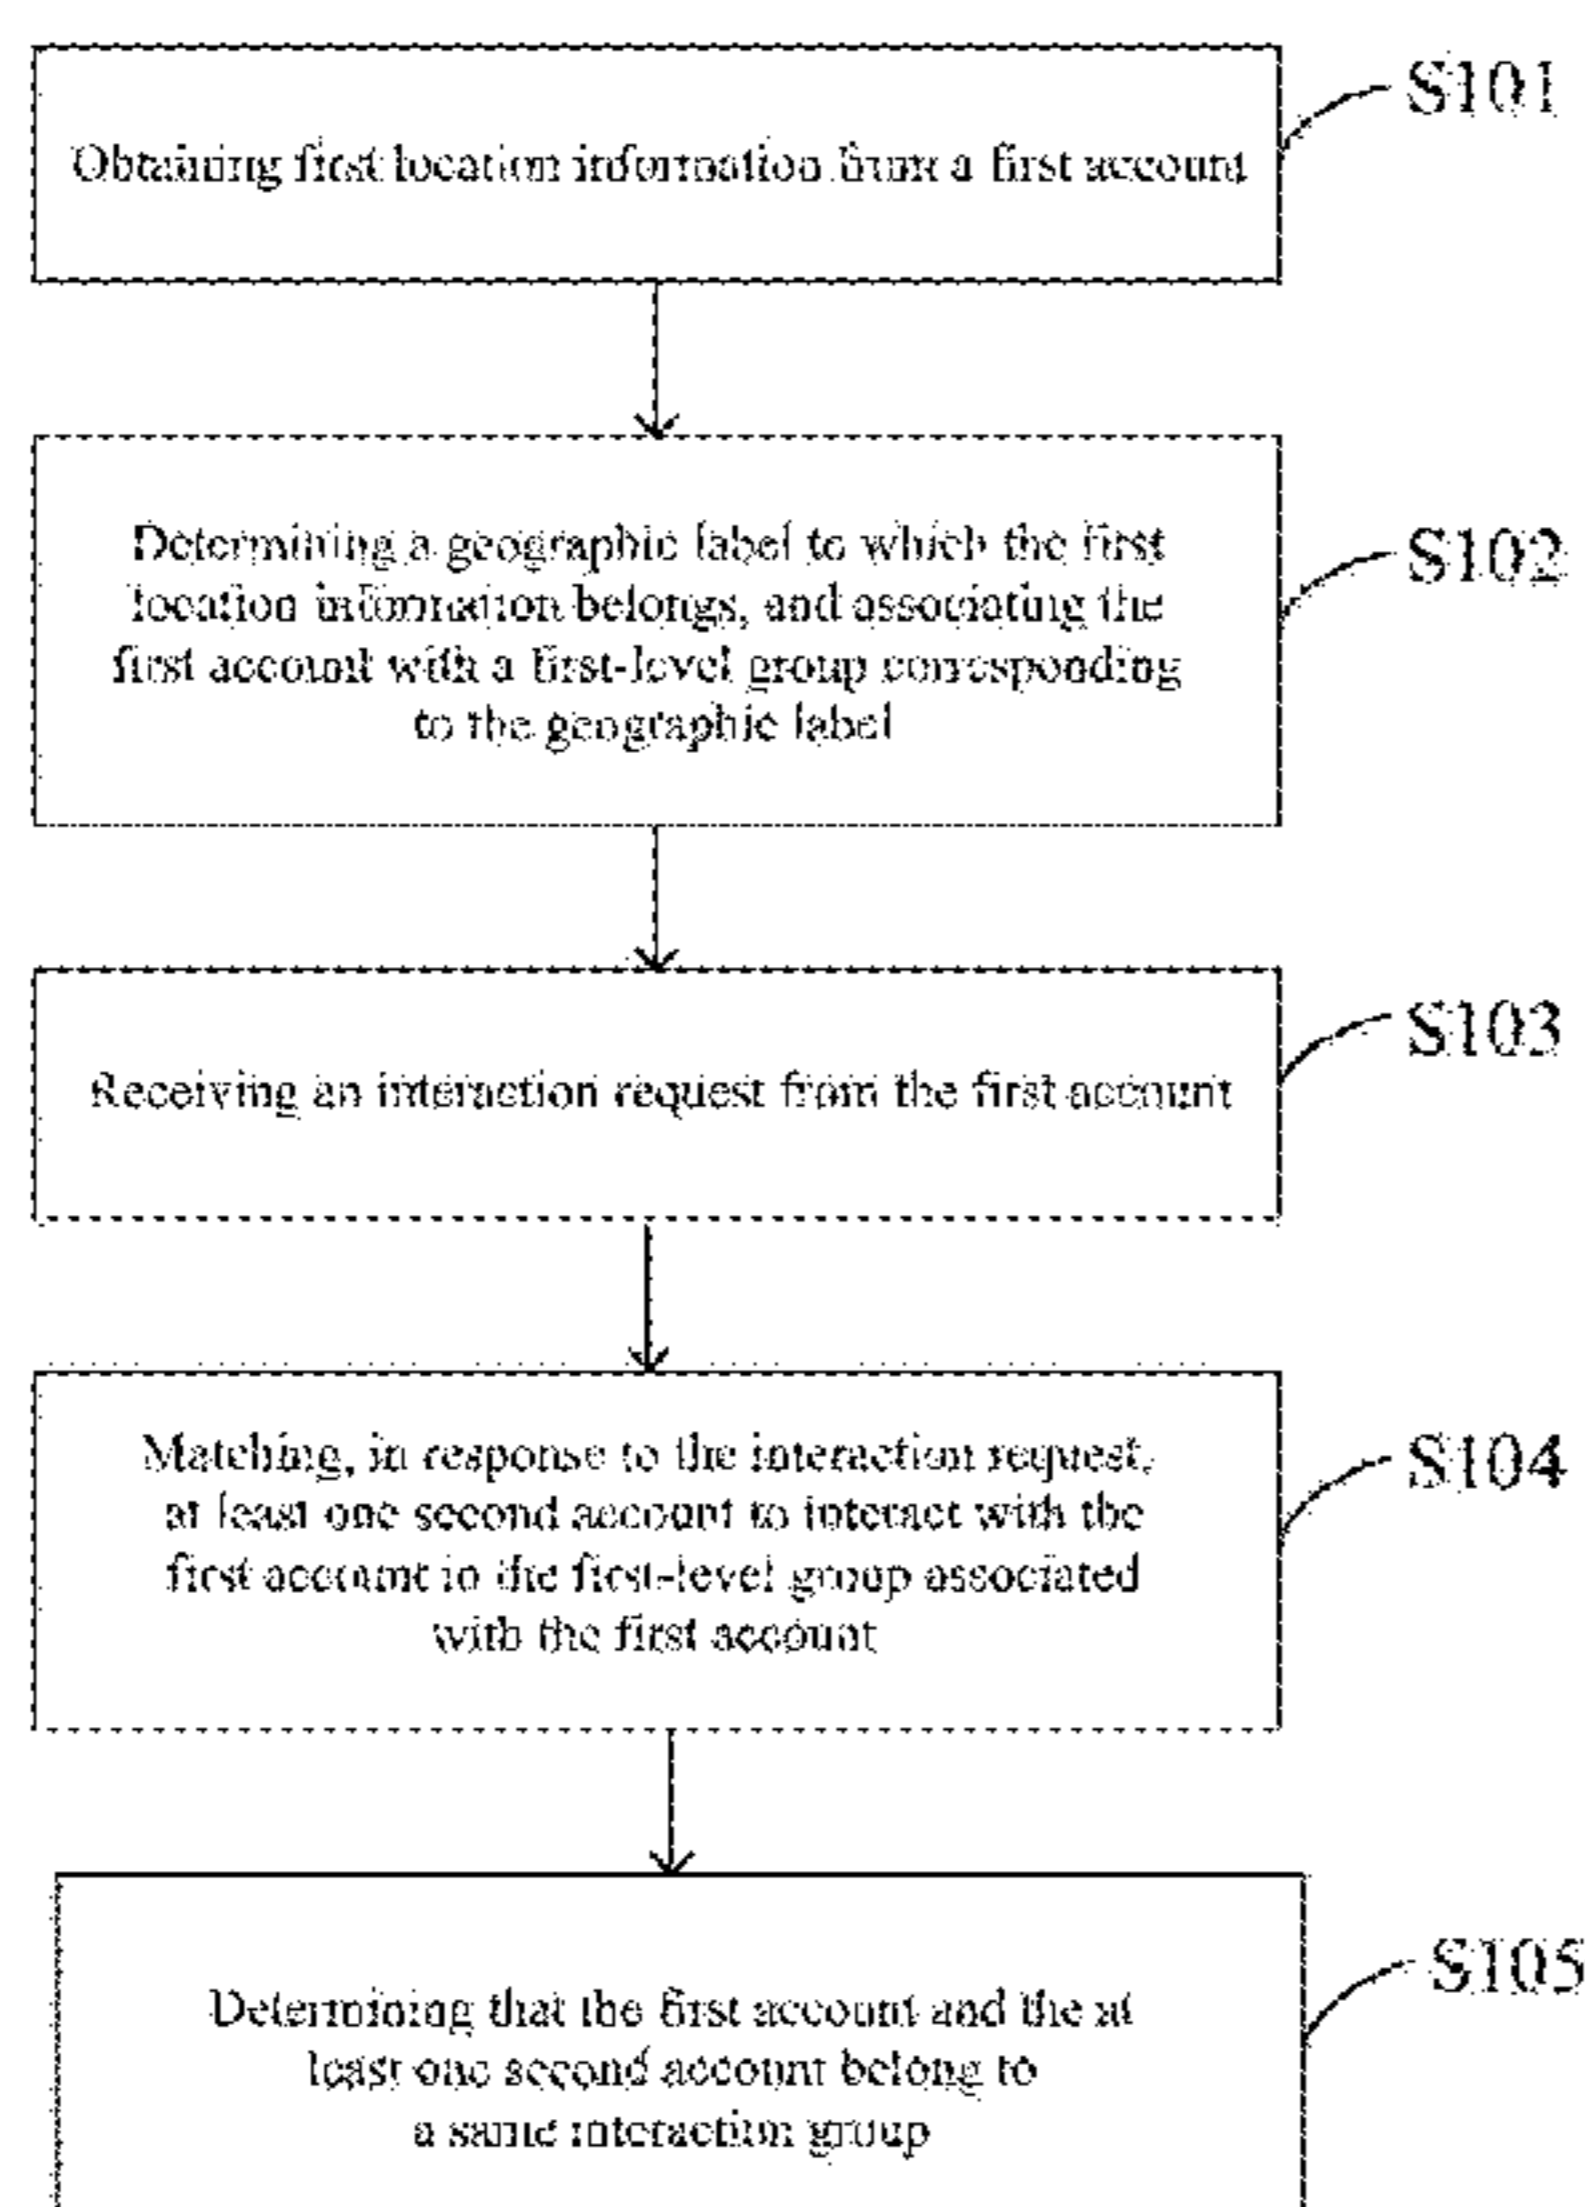 S101
Obtaining first location information from a first account
S102
Determining a geographic label to which the first
location information belongs, and associating the
first account with a first-level group corresponding
to the geographic label
S103
Receiving an interaction request from the first account
S104
Matching, in response to the interaction request,
at least one second account to interact with the
first account in the first-level group associated
with the first account
S105
Determining that the first account and the at
least one second account belong to
a same interaction group